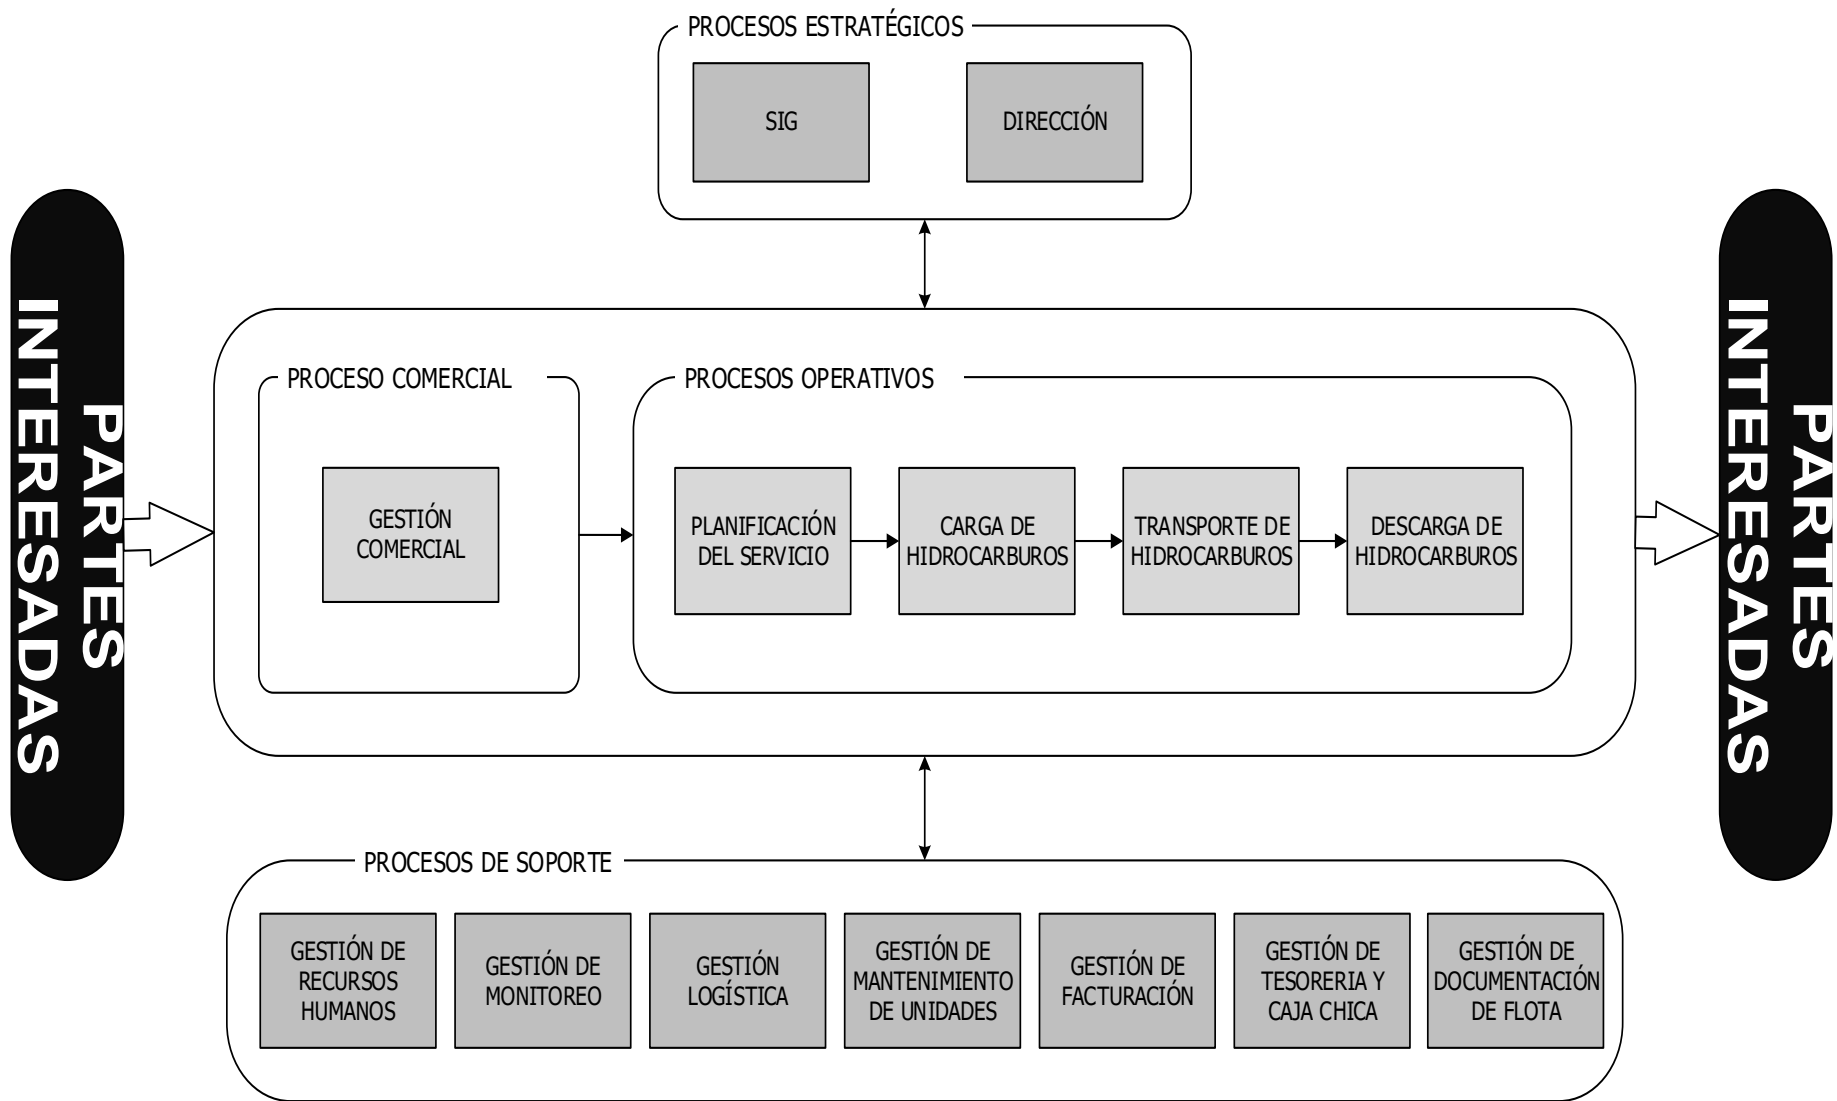 PROCESOS ESTRATÉGICOS
SIG
DIRECCIÓN
PARTES
INTERESADAS
PROCESO COMERCIAL
GESTIÓN
COMERCIAL
PROCESOS OPERATIVOS
PLANIFICACIÓN
DEL SERVICIO
CARGA DE
HIDROCARBUROS
TRANSPORTE DE
HIDROCARBUROS
DESCARGA DE
HIDROCARBUROS
PARTES
INTERESADAS
PROCESOS DE SOPORTE
GESTIÓN DE
RECURSOS
HUMANOS
GESTIÓN DE
MONITOREO
GESTIÓN
LOGÍSTICA
GESTIÓN DE
MANTENIMIENTO
DE UNIDADES
GESTIÓN DE
FACTURACIÓN
GESTIÓN DE
TESORERIA Y
CAJA CHICA
GESTIÓN DE
DOCUMENTACIÓN
DE FLOTA